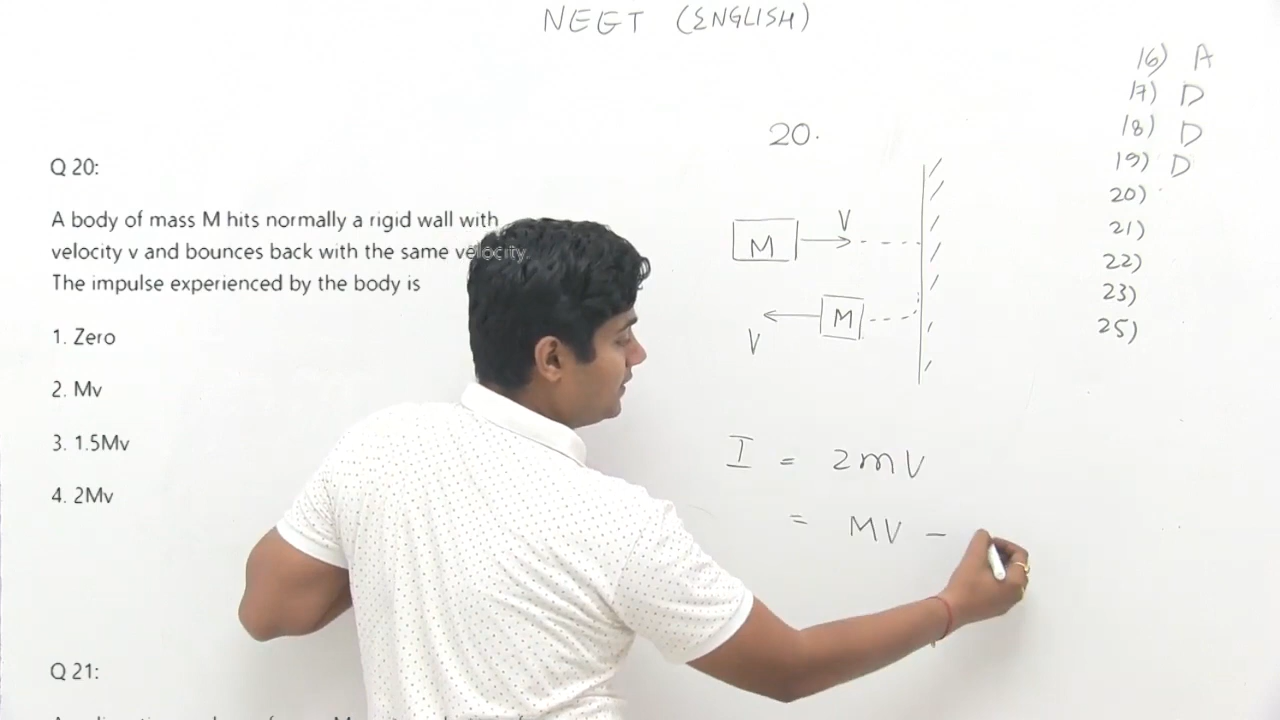 NEET (ENGLISH)
Q 20:
A body of mass M hits normally a rigid wall with
velocity v and bounces back with the same velocity.
The impulse experienced by the body is
1. Zero
2. Mv
3. 1.5Mv
4. 2Mv
Q 21:
20.
V
M
M
V
I = 2mV
= MV -
16) A
17) D
18) D
19) D
20)
21)
22)
23)
25)